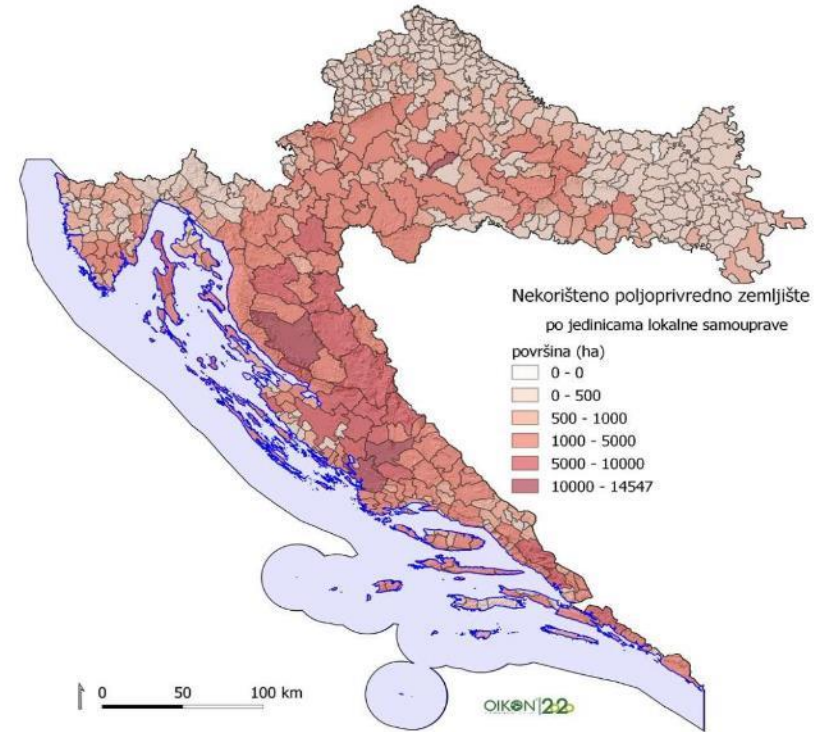 Nekorišteno poljoprivredno zemljište
po jedinicama lokalne samouprave
površina (ha)
0 - 0
0 - 500
500 - 1000
1000 - 5000
5000 - 10000
10000 - 14547
0 50 100 km
OIKON 22